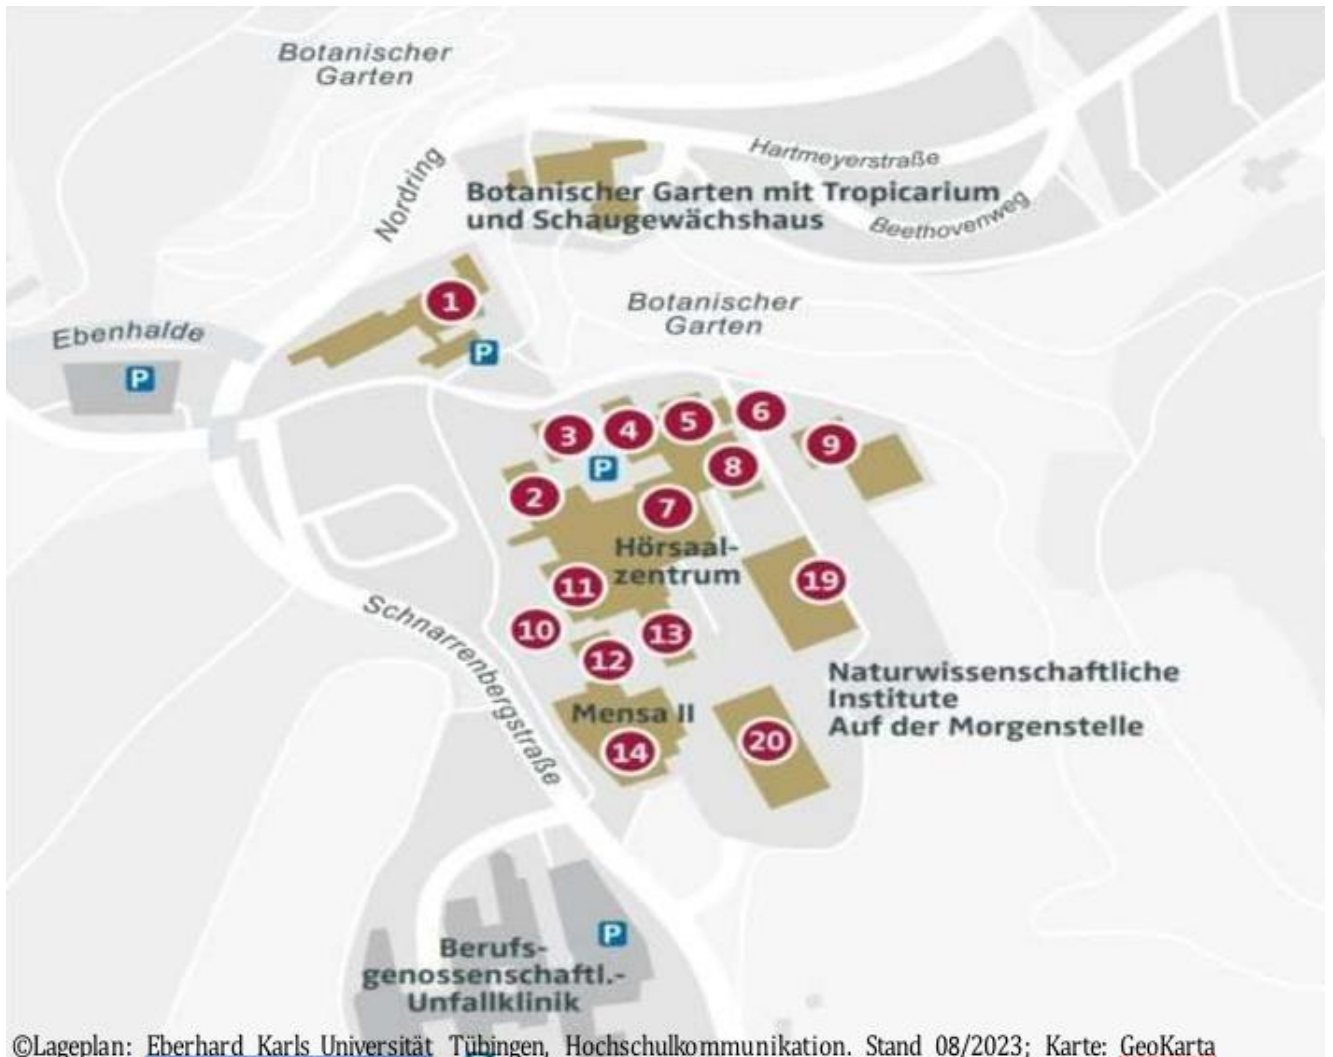 Botanischer
Garten
Hartmeyerstraße
Nordring
Botanischer Garten mit Tropicarium
und Schaugewächshaus
Beethovenweg
1
Botanischer
Garten
Ebenhalde
P
P
3
4
5
6
9
P
8
2
7
Hörsaal-
zentrum
11
19
10
13
12
Schnarrenbergstraße
Naturwissenschaftliche
Institute
Auf der Morgenstelle
Mensa II
14
20
P
Berufs-
genossenschaftl.-
Unfallklinik
©Lageplan: Eberhard Karls Universität Tübingen, Hochschulkommunikation. Stand 08/2023; Karte: GeoKarta